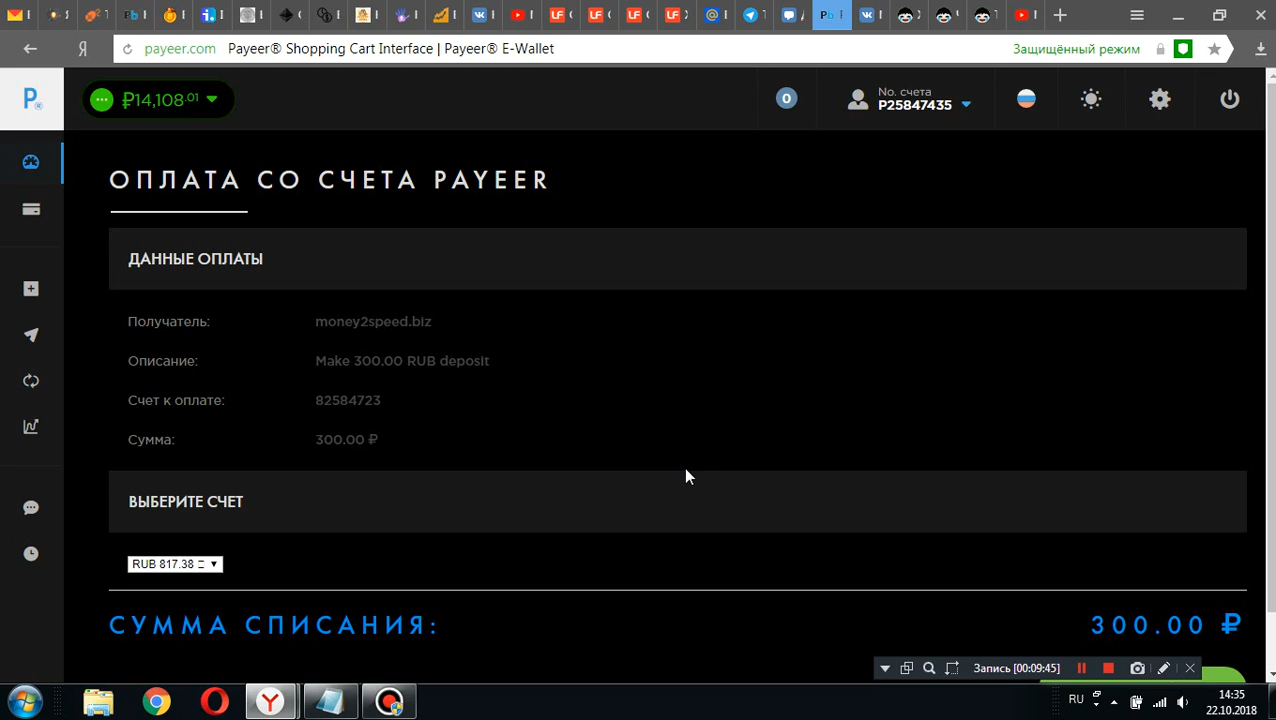 payeer.com Payeer® Shopping Cart Interface | Payeer® E-Wallet Защищённый режим
P®
₽14,108.01
0
No. счета
P25847435
ОПЛАТА СО СЧЕТА PAYEER
ДАННЫЕ ОПЛАТЫ
Получатель: money2speed.biz
Описание: Make 300.00 RUB deposit
Счет к оплате: 82584723
Сумма: 300.00 ₽
ВЫБЕРИТЕ СЧЕТ
RUB 817.38
СУММА СПИСАНИЯ: 300.00 ₽
Запись [00:09:45]
RU
14:35
22.10.2018